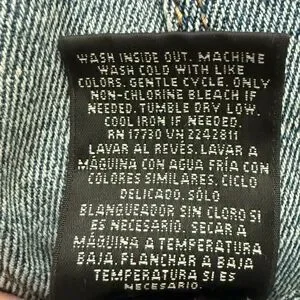 WASH INSIDE OUT. MACHINE
WASH COLD WITH LIKE
COLORS. GENTLE CYCLE. ONLY
NON-CHLORINE BLEACH IF
NEEDED. TUMBLE DRY LOW.
COOL IRON IF NEEDED.
RN 17730 VN 2242811
LAVAR AL REVÉS. LAVAR A
MÁQUINA CON AGUA FRÍA CON
COLORES SIMILARES. CICLO
DELICADO. SÓLO
BLANQUEADOR SIN CLORO SI
ES NECESARIO. SECAR A
MÁQUINA A TEMPERATURA
BAJA. PLANCHAR A BAJA
TEMPERATURA SI ES
NECESARIO.